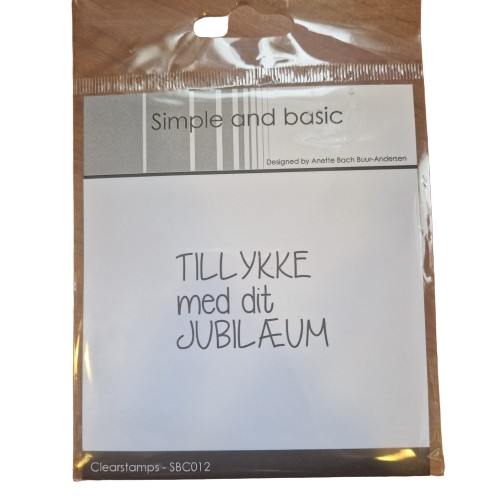 Simple and basic
Designed by Anette Bach Buur-Andersen
TILLYKKE
med dit
JUBILÆUM
Clearstamps - SBC012